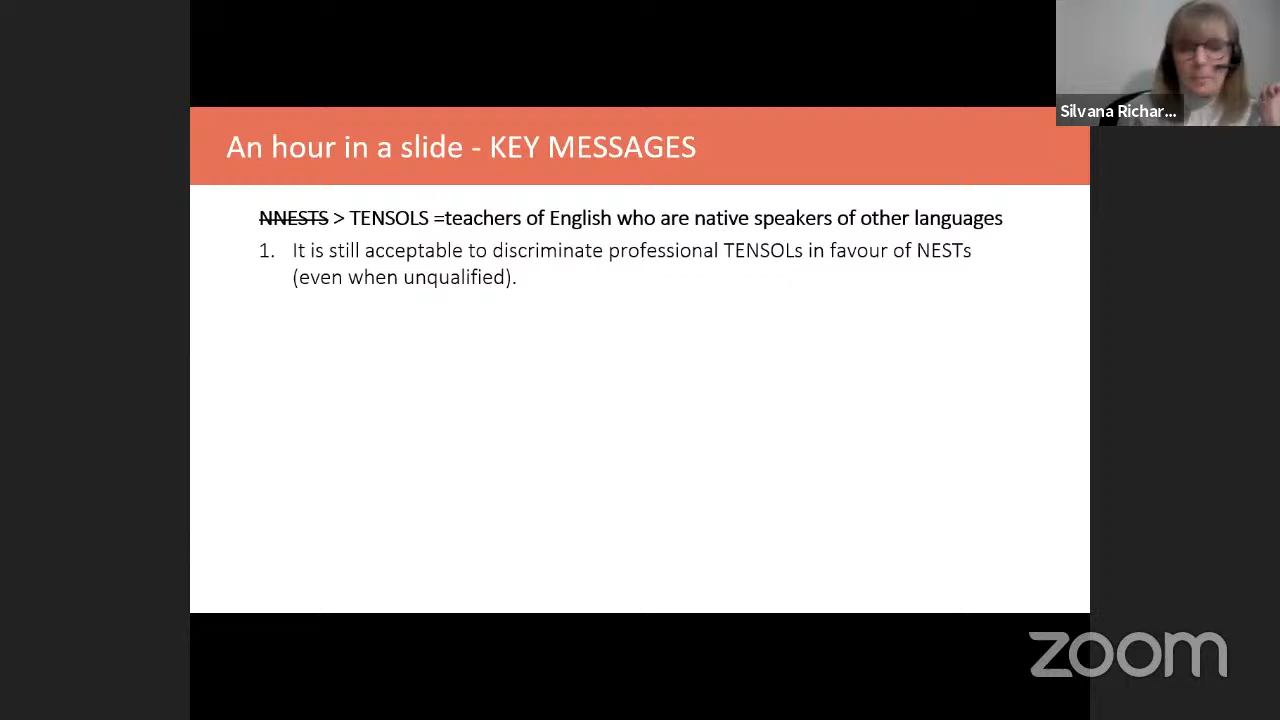 Silvana Richar...
An hour in a slide - KEY MESSAGES
NNESTS > TENSOLS =teachers of English who are native speakers of other languages
1. It is still acceptable to discriminate professional TENSOLs in favour of NESTs
(even when unqualified).
zoom